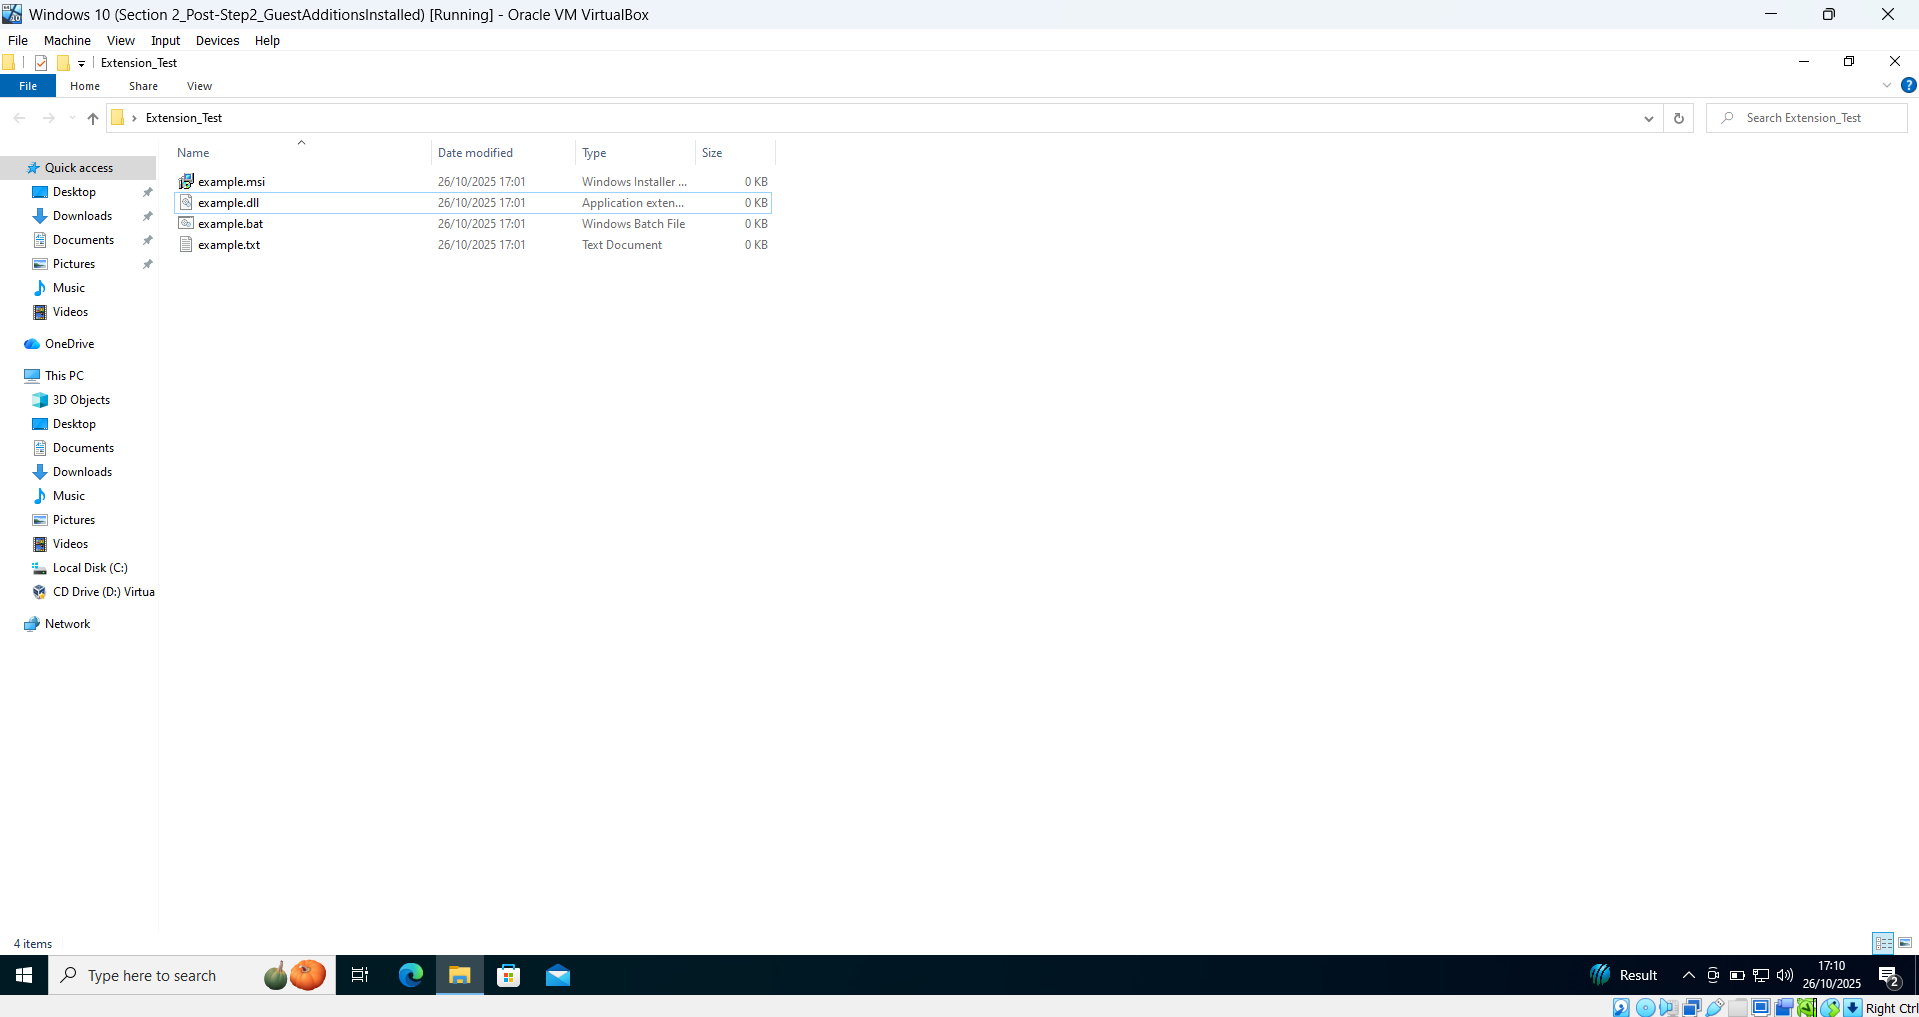 Windows 10 (Section 2_Post-Step2_GuestAdditionsInstalled) [Running] - Oracle VM VirtualBox
File Machine View Input Devices Help
Extension_Test
File Home Share View
Extension_Test
Search Extension_Test
Name Date modified Type Size
example.msi 26/10/2025 17:01 Windows Installer ... 0 KB
example.dll 26/10/2025 17:01 Application exten... 0 KB
example.bat 26/10/2025 17:01 Windows Batch File 0 KB
example.txt 26/10/2025 17:01 Text Document 0 KB
Quick access
Desktop
Downloads
Documents
Pictures
Music
Videos
OneDrive
This PC
3D Objects
Desktop
Documents
Downloads
Music
Pictures
Videos
Local Disk (C:)
CD Drive (D:) Virtua
Network
4 items
Type here to search
Result
17:10
26/10/2025
2
Right Ctrl